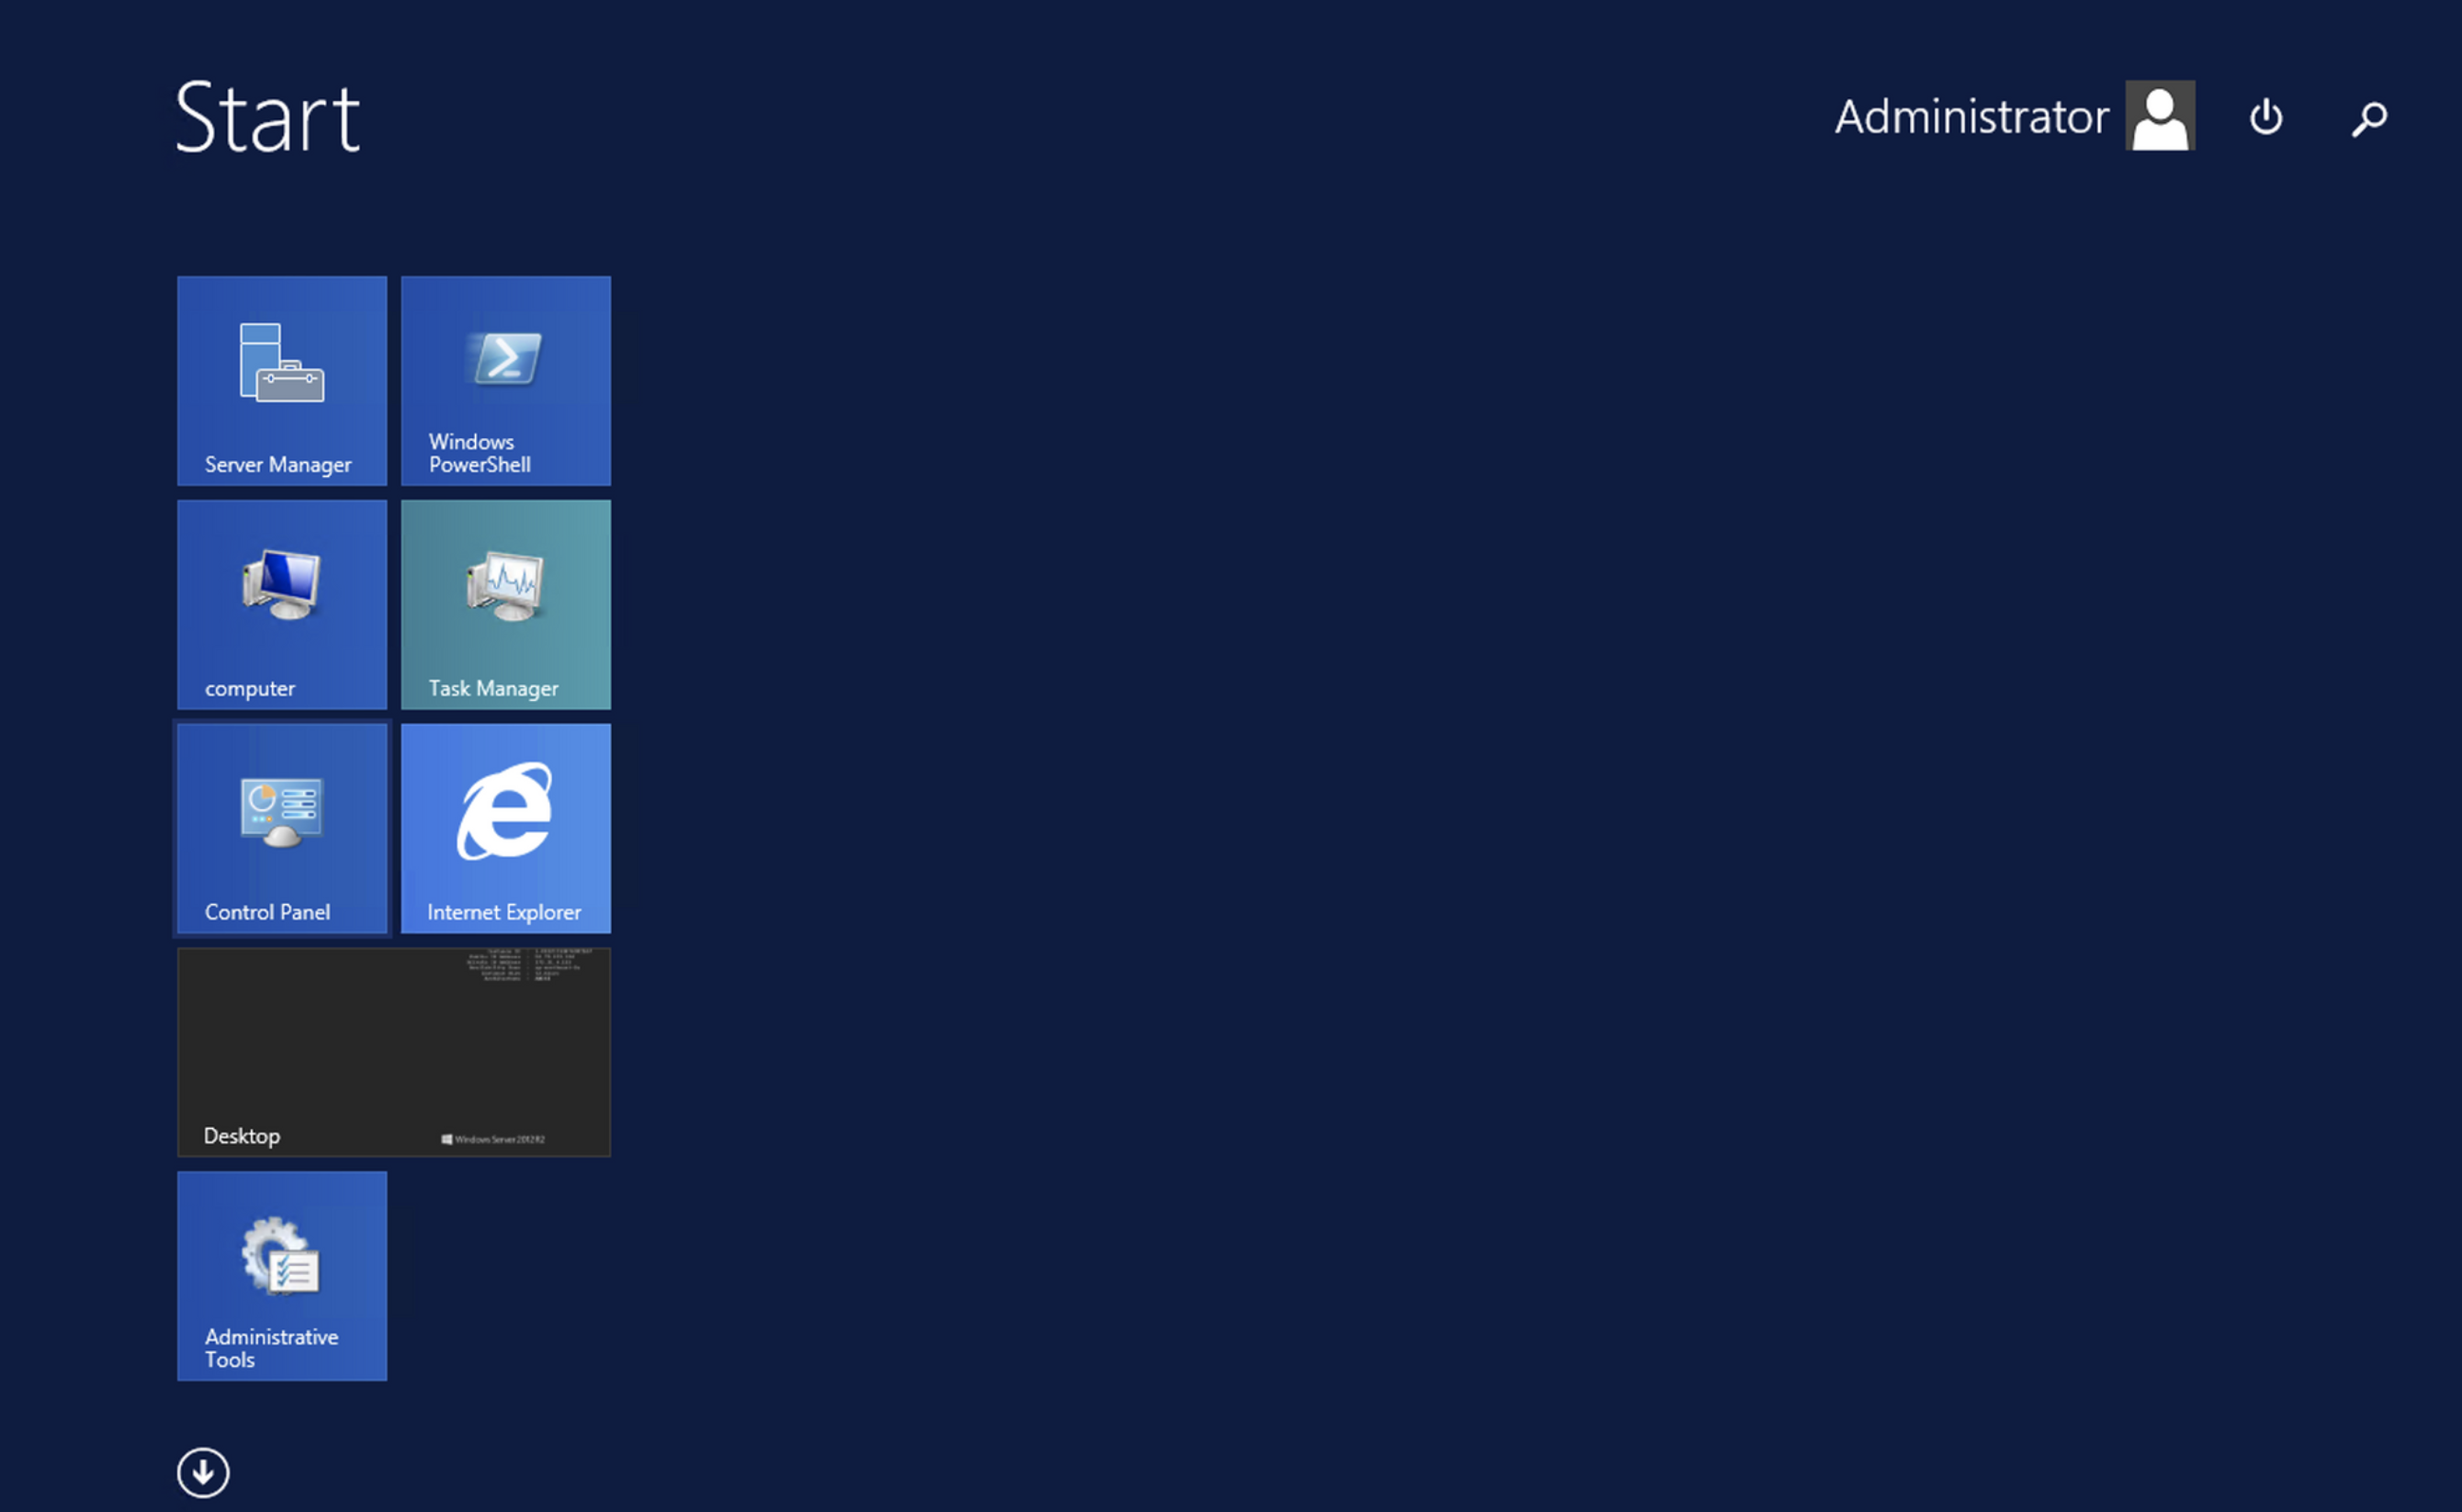 Start
Administrator
Server Manager
Windows
PowerShell
computer
Task Manager
Control Panel
Internet Explorer
Desktop
Windows Server 2012 R2
Administrative
Tools